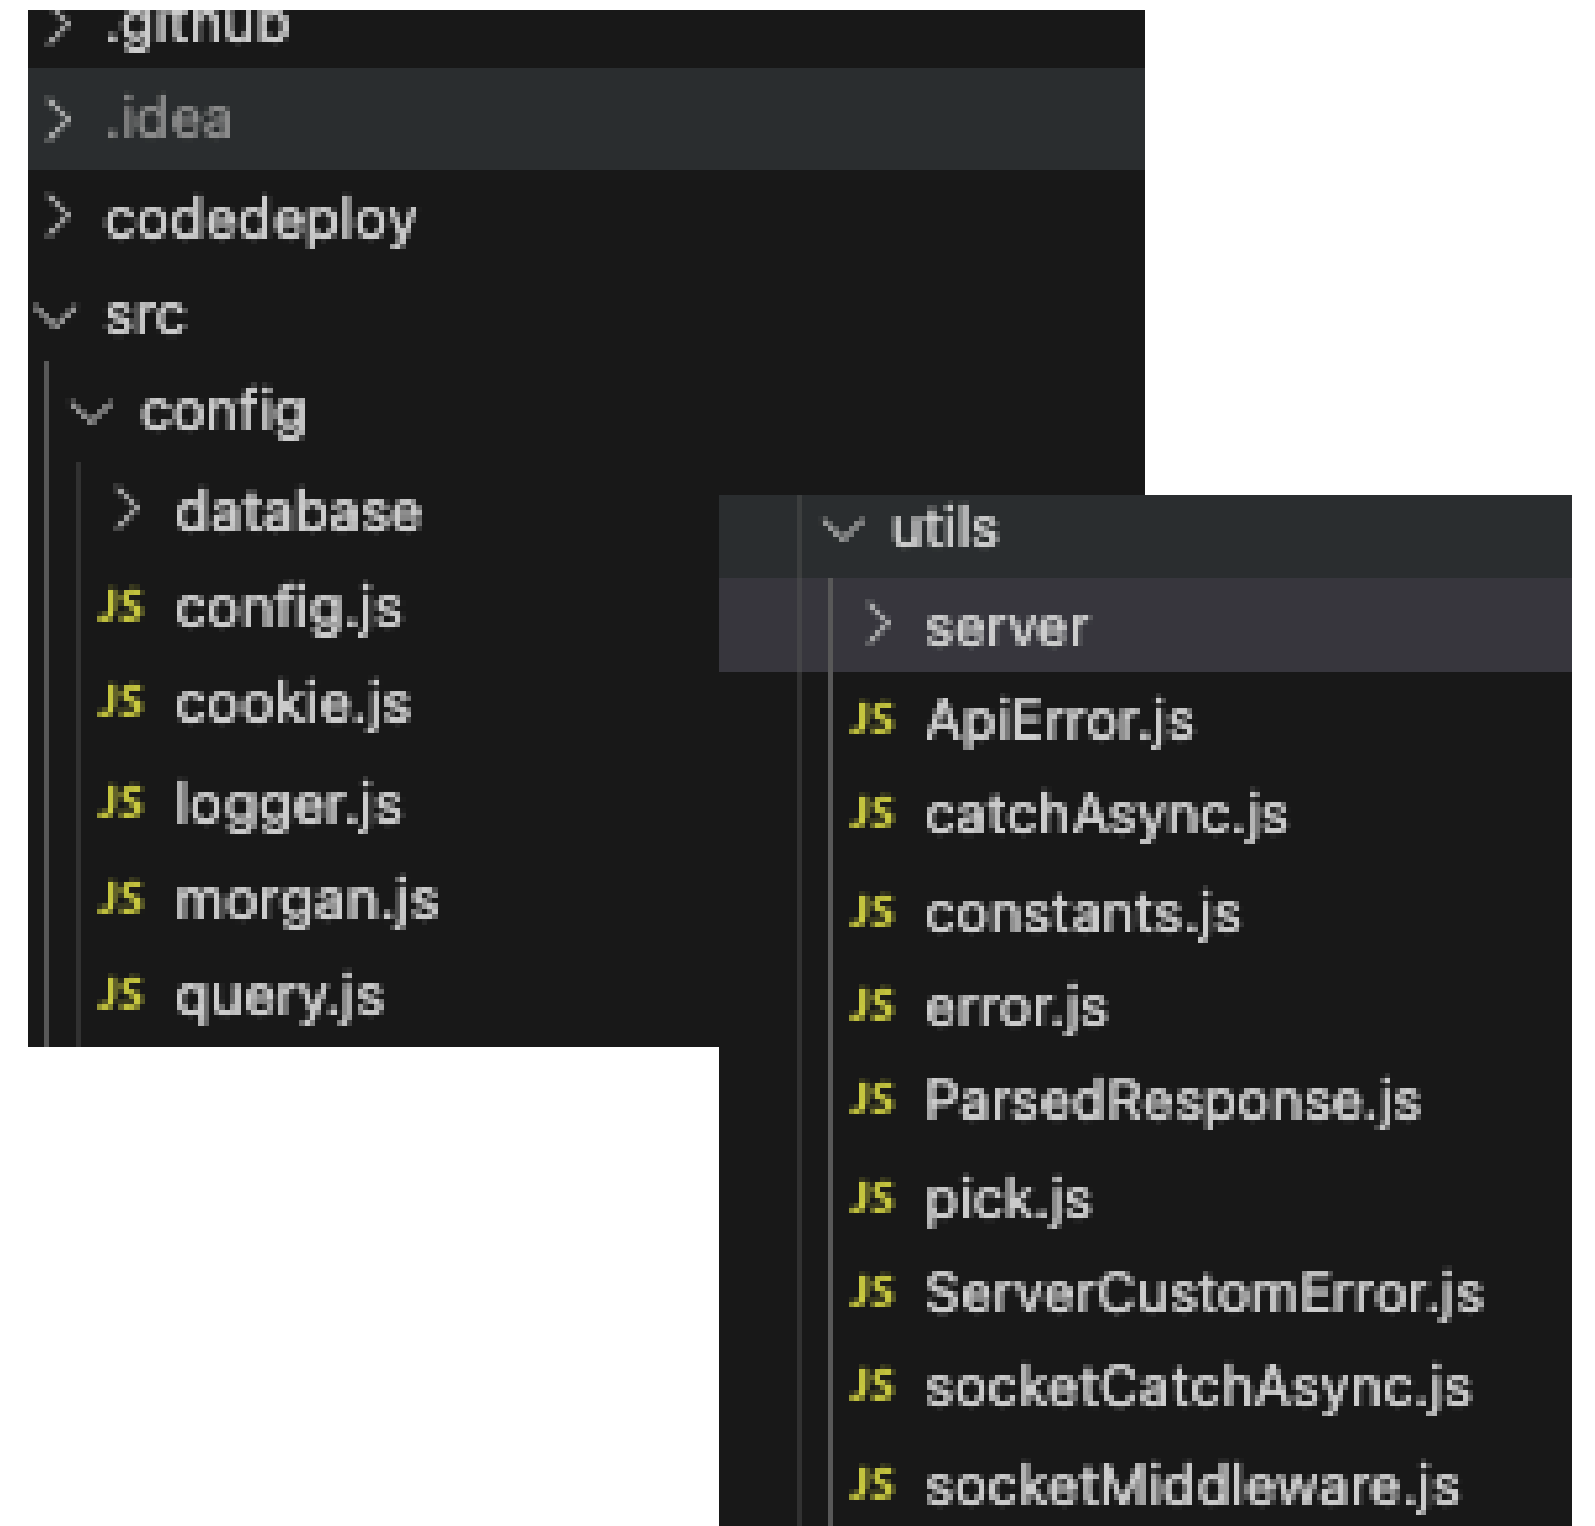 .github
.idea
codedeploy
src
config
database
JS config.js
JS cookie.js
JS logger.js
JS morgan.js
JS query.js
utils
server
JS ApiError.js
JS catchAsync.js
JS constants.js
JS error.js
JS ParsedResponse.js
JS pick.js
JS ServerCustomError.js
JS socketCatchAsync.js
JS socketMiddleware.js